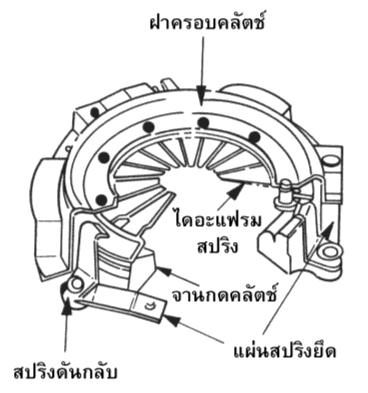 ฝาครอบคลัตช์
ไดอะแฟรม
สปริง
จานกดคลัตช์
แผ่นสปริงยึด
สปริงดันกลับ